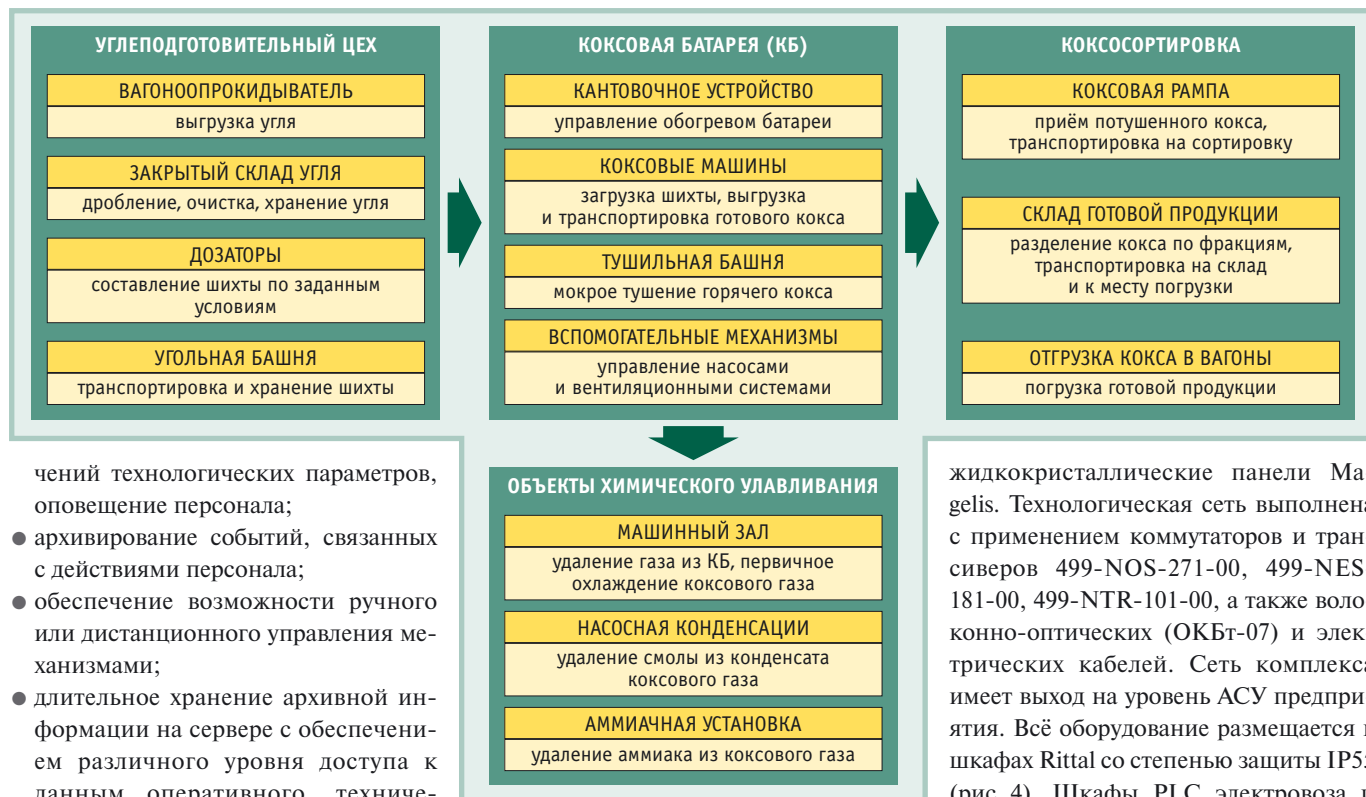 УГЛЕПОДГОТОВИТЕЛЬНЫЙ ЦЕХ
ВАГОНООПРОКИДЫВАТЕЛЬ
выгрузка угля
ЗАКРЫТЫЙ СКЛАД УГЛЯ
дробление, очистка, хранение угля
ДОЗАТОРЫ
составление шихты по заданным
условиям
УГОЛЬНАЯ БАШНЯ
транспортировка и хранение шихты
КОКСОВАЯ БАТАРЕЯ (КБ)
КАНТОВОЧНОЕ УСТРОЙСТВО
управление обогревом батареи
КОКСОВЫЕ МАШИНЫ
загрузка шихты, выгрузка
и транспортировка готового кокса
ТУШИЛЬНАЯ БАШНЯ
мокрое тушение горячего кокса
ВСПОМОГАТЕЛЬНЫЕ МЕХАНИЗМЫ
управление насосами
и вентиляционными системами
КОКСОСОРТИРОВКА
КОКСОВАЯ РАМПА
приём потушенного кокса,
транспортировка на сортировку
СКЛАД ГОТОВОЙ ПРОДУКЦИИ
разделение кокса по фракциям,
транспортировка на склад
и к месту погрузки
ОТГРУЗКА КОКСА В ВАГОНЫ
погрузка готовой продукции
ОБЪЕКТЫ ХИМИЧЕСКОГО УЛАВЛИВАНИЯ
МАШИННЫЙ ЗАЛ
удаление газа из КБ, первичное
охлаждение коксового газа
НАСОСНАЯ КОНДЕНСАЦИИ
удаление смолы из конденсата
коксового газа
АММИАЧНАЯ УСТАНОВКА
удаление аммиака из коксового газа
чений технологических параметров,
оповещение персонала;
● архивирование событий, связанных
с действиями персонала;
● обеспечение возможности ручного
или дистанционного управления ме-
ханизмами;
● длительное хранение архивной ин-
формации на сервере с обеспечени-
ем различного уровня доступа к
данным оперативного, техниче-
жидкокристаллические панели Ma
gelis. Технологическая сеть выполнена
с применением коммутаторов и тран
сиверов 499-NOS-271-00, 499-NES
181-00, 499-NTR-101-00, а также воло
конно-оптических (ОКБт-07) и элек
трических кабелей. Сеть комплекса
имеет выход на уровень АСУ предпри
ятия. Всё оборудование размещается
шкафах Rittal со степенью защиты
(рис. 4). Шкафы PLC электровоза